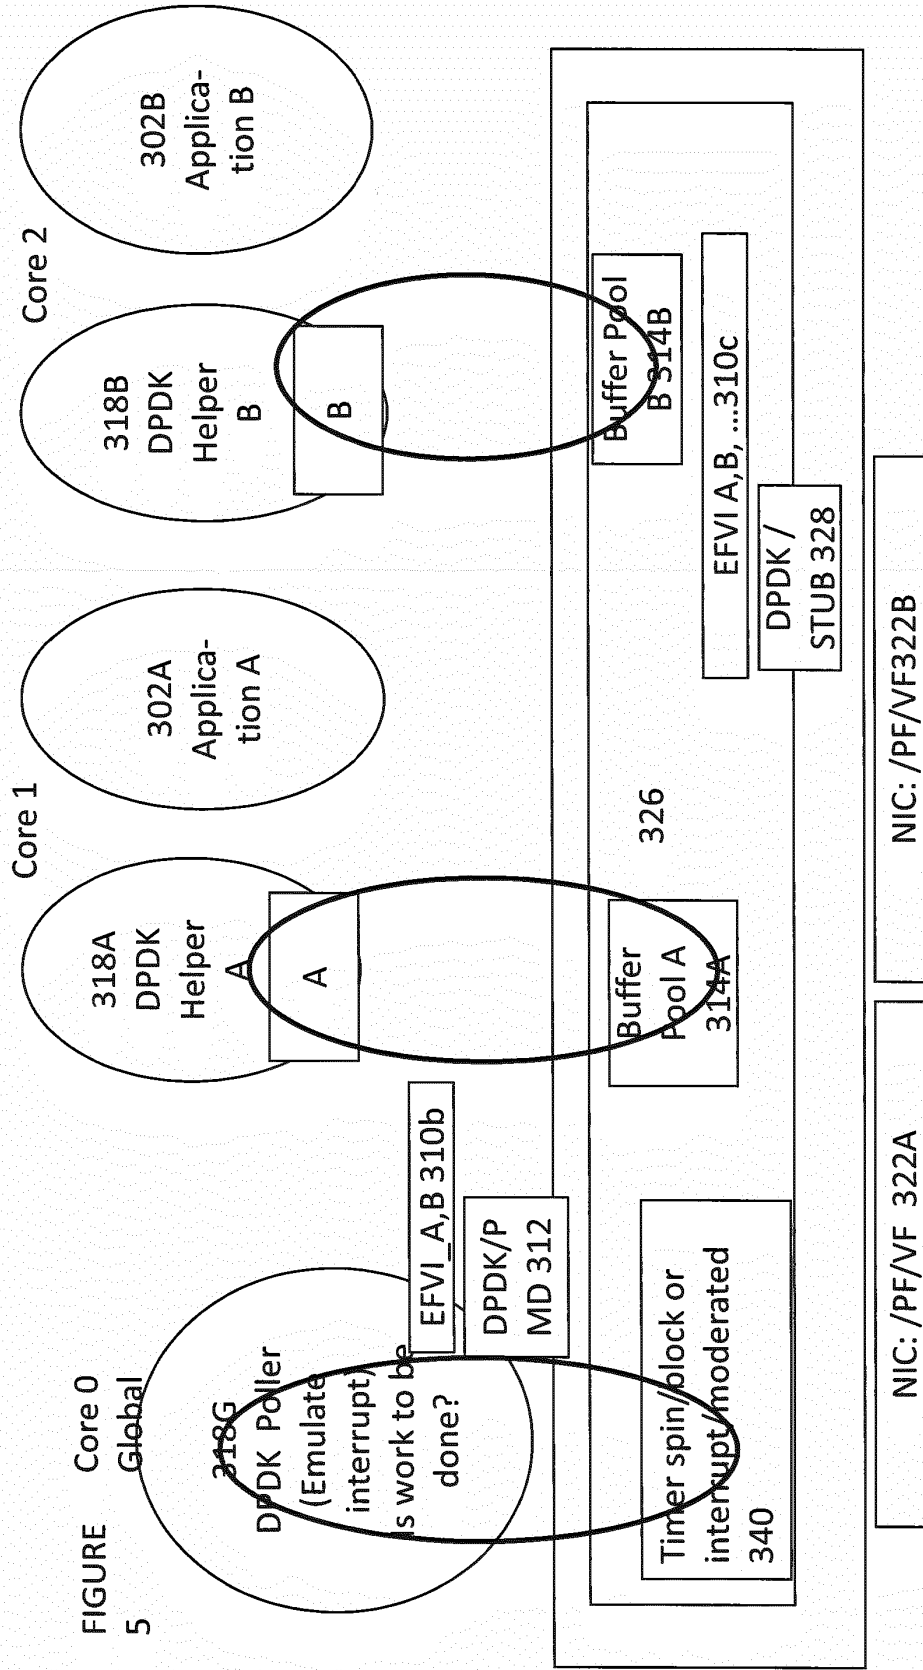 FIGURE
5
Core 0
Global
318G
DPDK Poller
(Emulate
interrupt)
Is work to be
done?
EFVI_A,B 310b
DPDK/P
MD 312
Timer spin/block or
interrupt/moderated
340
Core 1
318A
DPDK
Helper
A
A
Buffer
Pool A
314A
302A
Applica-
tion A
326
Core 2
318B
DPDK
Helper
B
B
Buffer Pool
B 314B
302B
Applica-
tion B
EFVI A,B, ...310c
DPDK /
STUB 328
NIC: /PF/VF 322A
NIC: /PF/VF322B